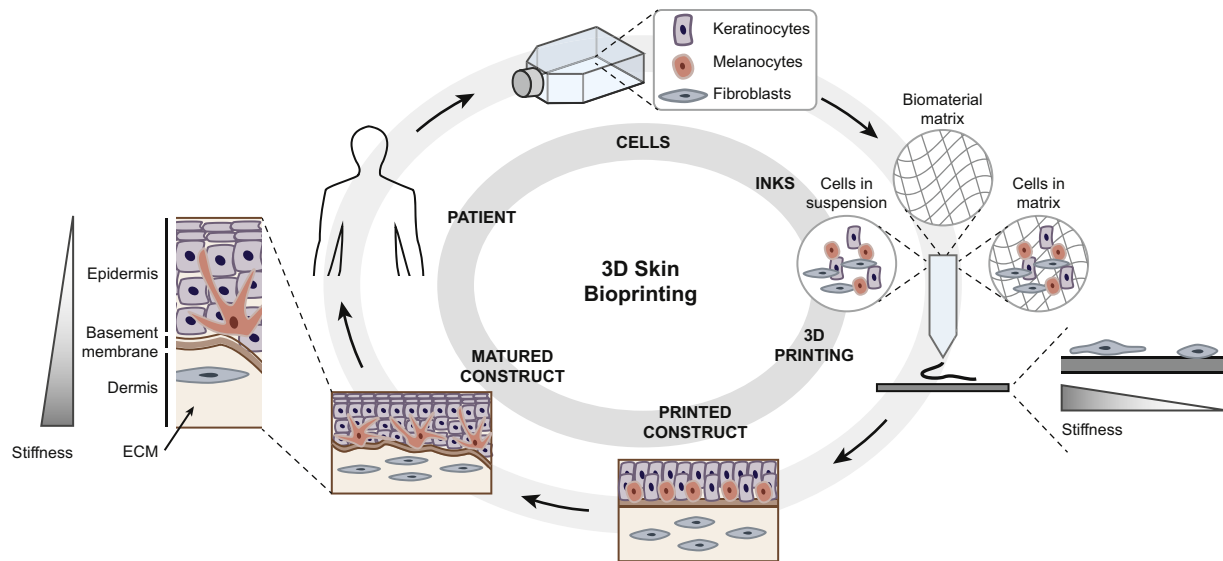 Keratinocytes
Melanocytes
Fibroblasts
Biomaterial
matrix
CELLS
INKS
Cells in
suspension
Cells in
matrix
PATIENT
3D Skin
Bioprinting
Epidermis
Basement
membrane
Dermis
Stiffness
ECM
3D
PRINTING
MATURED
CONSTRUCT
PRINTED
CONSTRUCT
Stiffness